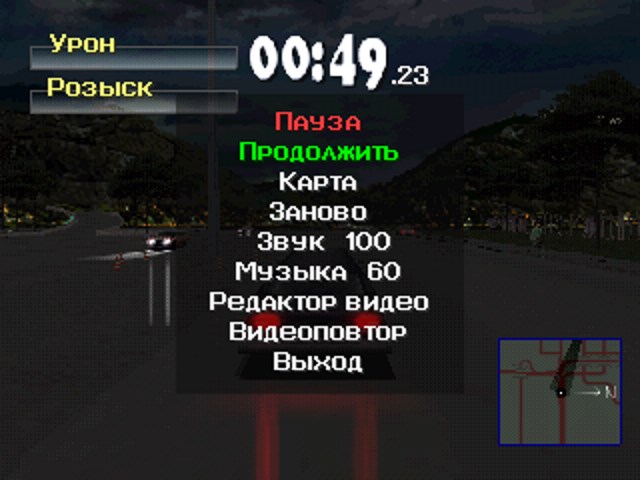 Урон
00:49.23
Розыск
Пауза
Продолжить
Карта
Заново
Звук 100
Музыка 60
Редактор видео
Видеоповтор
Выход
N